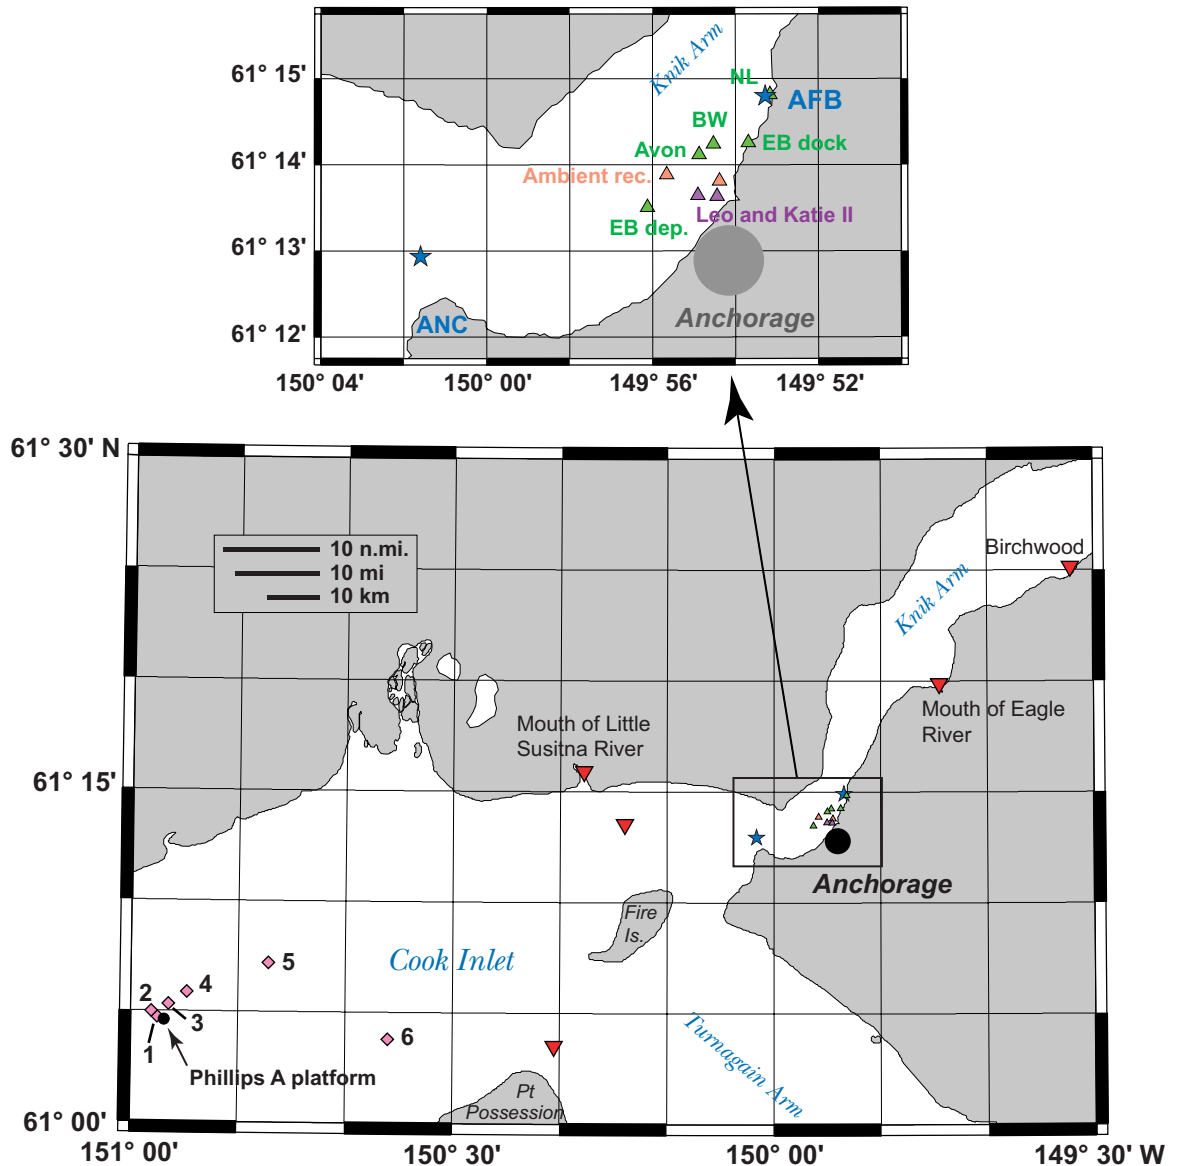 61° 15'
61° 14'
61° 13'
61° 12'
150° 04'
150° 00'
149° 56'
149° 52'
Knik Arm
NL
AFB
BW
EB dock
Avon
Ambient rec.
Leo and Katie II
EB dep.
ANC
Anchorage
61° 30' N
61° 15'
61° 00'
151° 00'
150° 30'
150° 00'
149° 30' W
10 n.mi.
10 mi
10 km
Birchwood
Knik Arm
Mouth of Eagle
River
Mouth of Little
Susitna River
Anchorage
Fire
Is.
Cook Inlet
Turnagain Arm
5
4
2
3
1
6
Phillips A platform
Pt
Possession